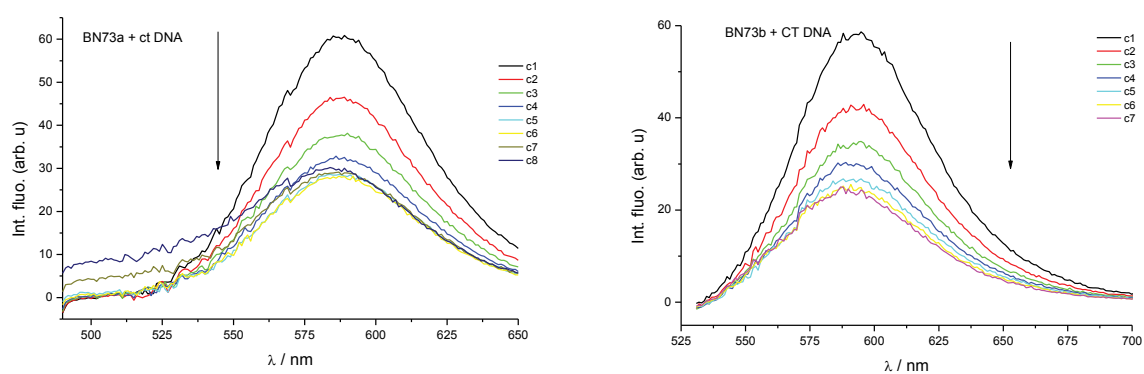 BN73a + ct DNA
Int. fluo. (arb. u)
60
50
40
30
20
10
0
500
525
550
575
600
625
650
λ / nm
c1
c2
c3
c4
c5
c6
c7
c8
BN73b + CT DNA
Int. fluo. (arb. u)
60
40
20
0
525
550
575
600
625
650
675
700
λ / nm
c1
c2
c3
c4
c5
c6
c7